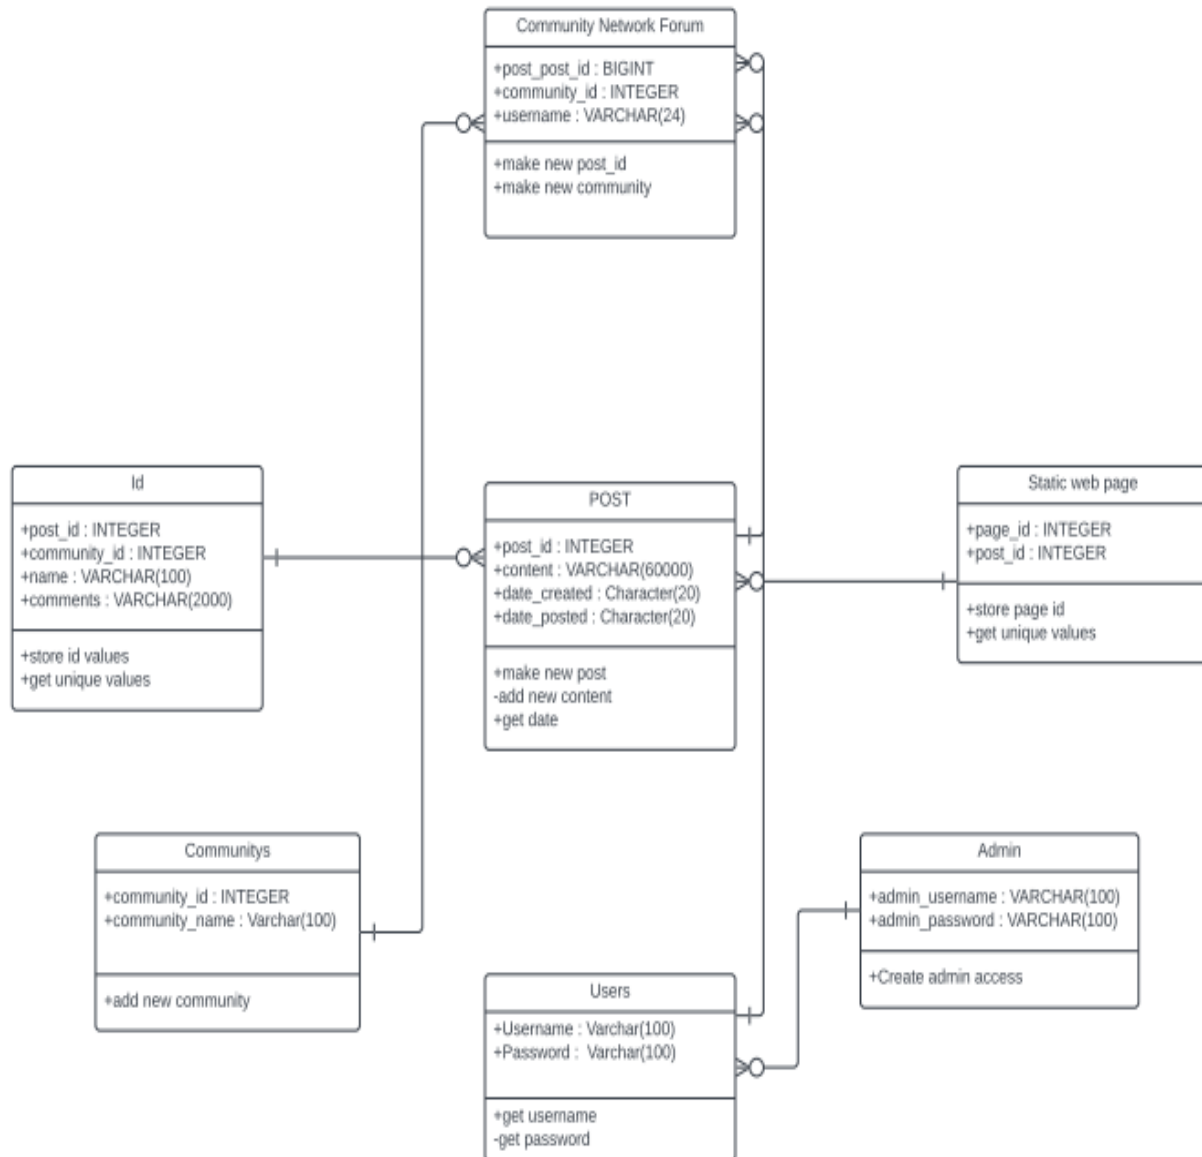 Community Network Forum
+post_post_id : BIGINT
+community_id : INTEGER
+username : VARCHAR(24)
+make new post_id
+make new community
Id
+post_id : INTEGER
+community_id : INTEGER
+name : VARCHAR(100)
+comments : VARCHAR(2000)
+store id values
+get unique values
POST
+post_id : INTEGER
+content : VARCHAR(60000)
+date_created : Character(20)
+date_posted : Character(20)
+make new post
-add new content
+get date
Static web page
+page_id : INTEGER
+post_id : INTEGER
+store page id
+get unique values
Communitys
+community_id : INTEGER
+community_name : Varchar(100)
+add new community
Users
+Username : Varchar(100)
+Password :  Varchar(100)
+get username
-get password
Admin
+admin_username : VARCHAR(100)
+admin_password : VARCHAR(100)
+Create admin access